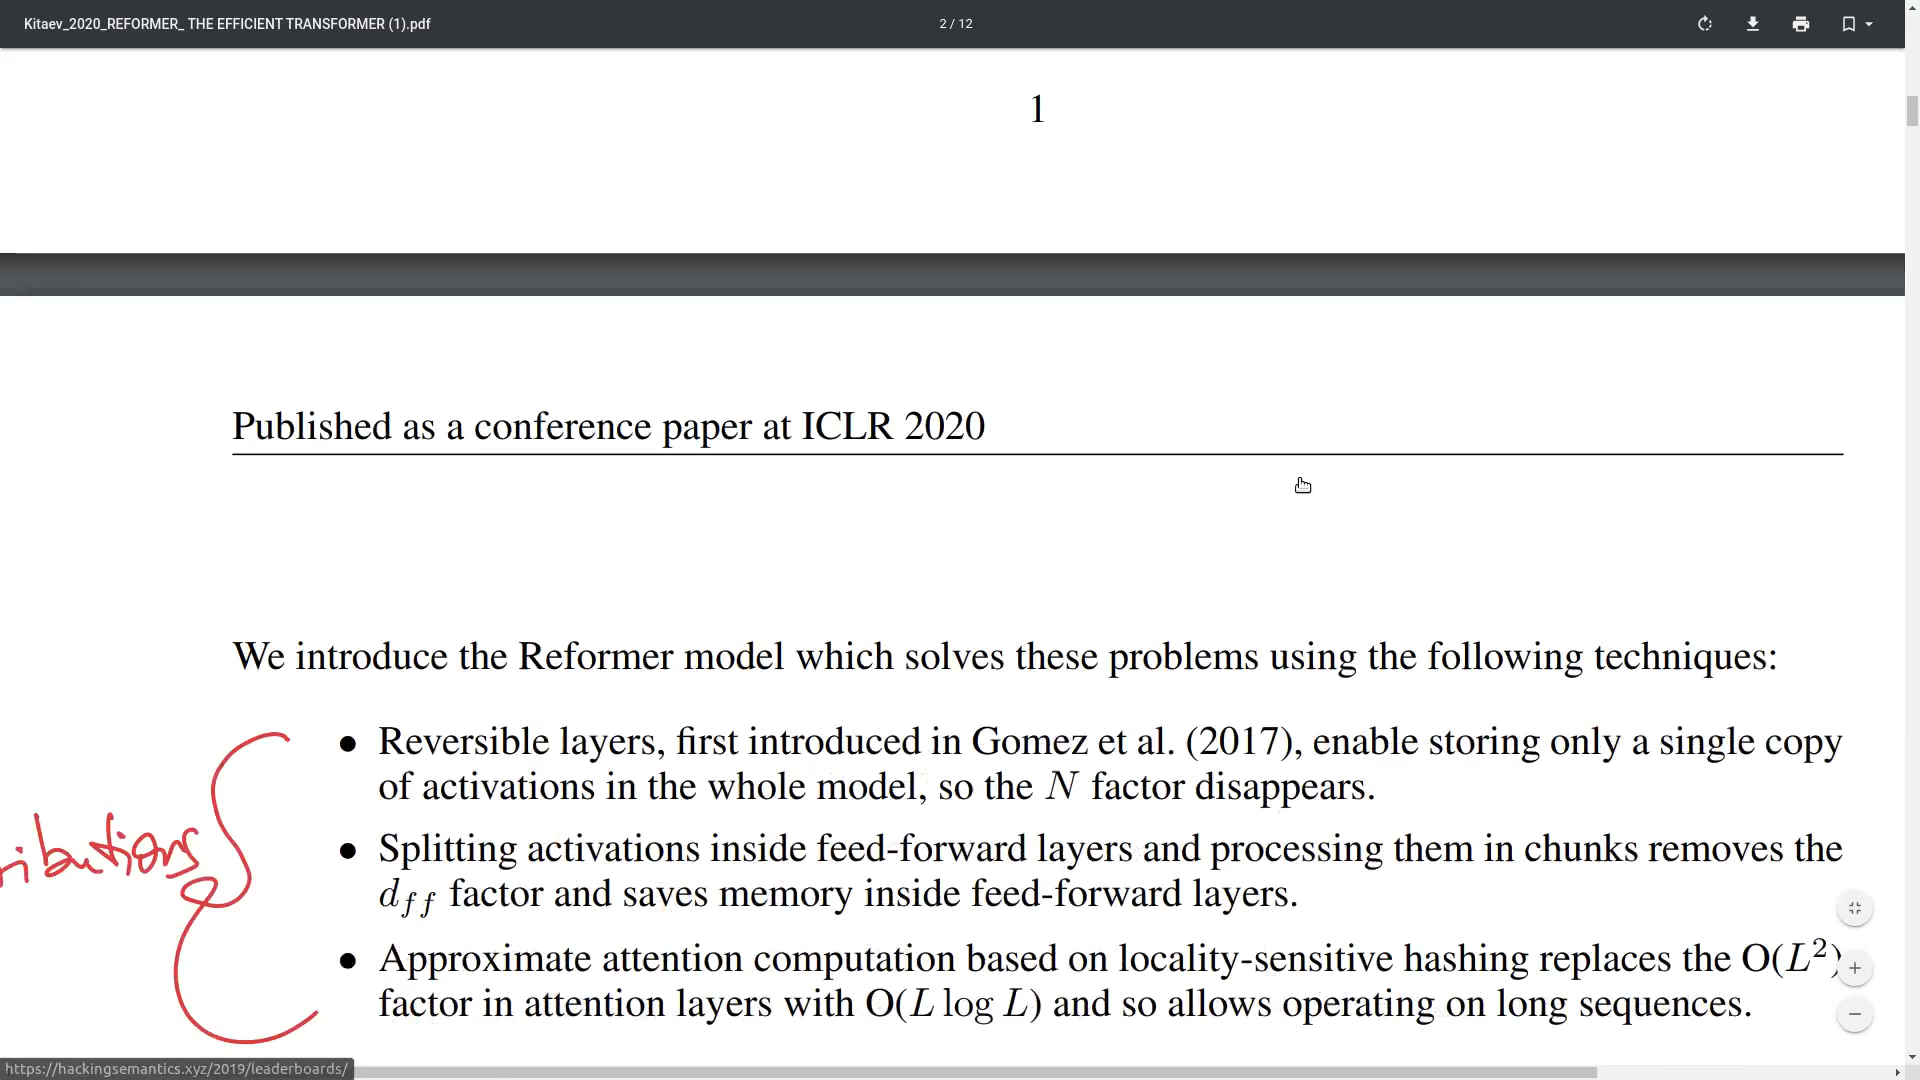 Kitaev_2020_REFORMER_ THE EFFICIENT TRANSFORMER (1).pdf
2 / 12
1
Published as a conference paper at ICLR 2020
We introduce the Reformer model which solves these problems using the following techniques:
• Reversible layers, first introduced in Gomez et al. (2017), enable storing only a single copy
of activations in the whole model, so the N factor disappears.
• Splitting activations inside feed-forward layers and processing them in chunks removes the
d_ff factor and saves memory inside feed-forward layers.
ributions
• Approximate attention computation based on locality-sensitive hashing replaces the O(L²)
factor in attention layers with O(L log L) and so allows operating on long sequences.
https://hackingsemantics.xyz/2019/leaderboards/